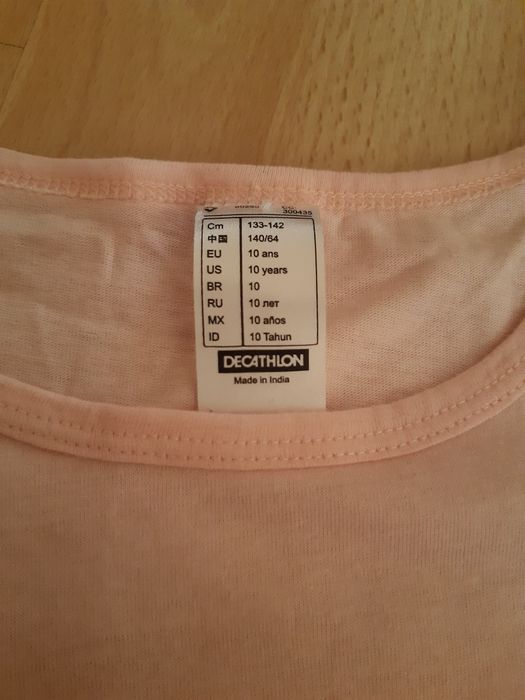 300435
Cm 133-142
中国 140/64
EU 10 ans
US 10 years
BR 10
RU 10 лет
MX 10 años
ID 10 Tahun
DECATHLON
Made in India